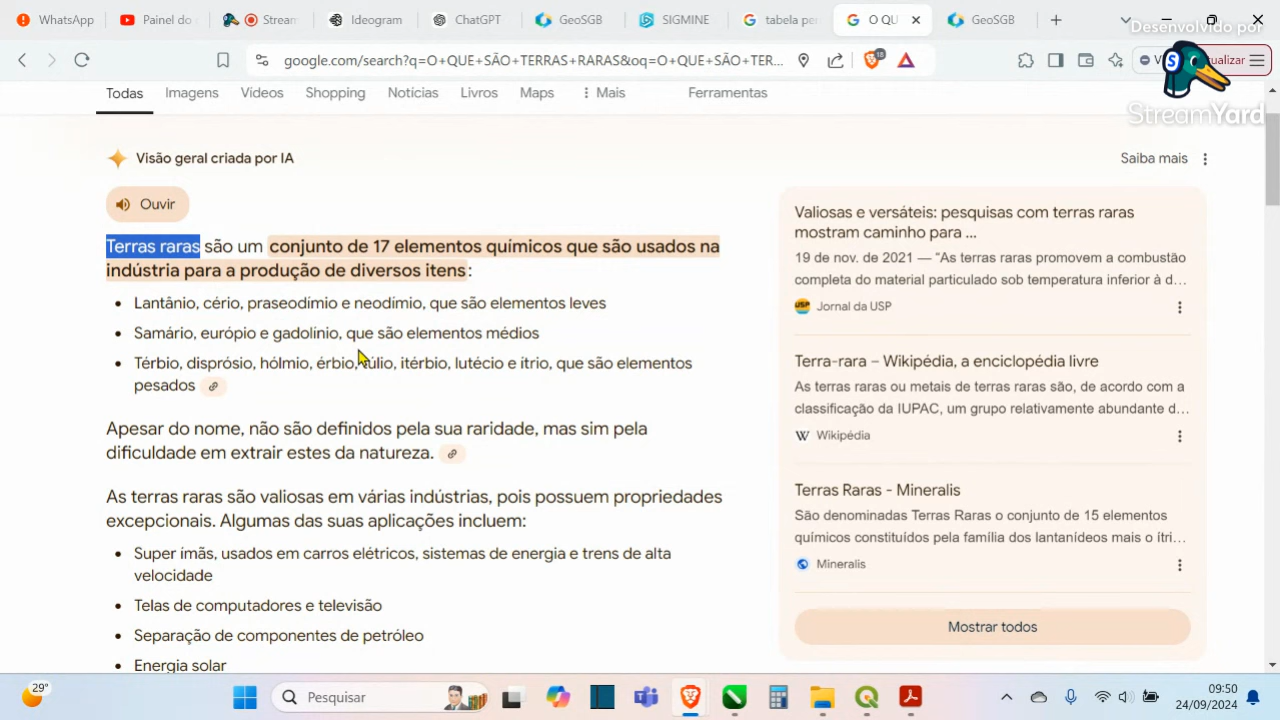 WhatsApp
Painel do
Stream
Ideogram
ChatGPT
GeoSGB
SIGMINE
tabela per
O QU
GeoSGB
Desenvolvido por
google.com/search?q=O+QUE+SÃO+TERRAS+RARAS&oq=O+QUE+SÃO+TER...
18
V
ualizar
StreamYard
Todas
Imagens
Vídeos
Shopping
Notícias
Livros
Maps
Mais
Ferramentas
Visão geral criada por IA
Saiba mais
Ouvir
Terras raras são um conjunto de 17 elementos químicos que são usados na
indústria para a produção de diversos itens:
• Lantânio, cério, praseodímio e neodímio, que são elementos leves
• Samário, európio e gadolínio, que são elementos médios
• Térbio, disprósio, hólmio, érbio, túlio, itérbio, lutécio e ítrio, que são elementos
pesados
Apesar do nome, não são definidos pela sua raridade, mas sim pela
dificuldade em extrair estes da natureza.
As terras raras são valiosas em várias indústrias, pois possuem propriedades
excepcionais. Algumas das suas aplicações incluem:
• Super ímãs, usados em carros elétricos, sistemas de energia e trens de alta
velocidade
• Telas de computadores e televisão
• Separação de componentes de petróleo
• Energia solar
Valiosas e versáteis: pesquisas com terras raras
mostram caminho para ...
19 de nov. de 2021 — “As terras raras promovem a combustão
completa do material particulado sob temperatura inferior à d...
Jornal da USP
Terra-rara – Wikipédia, a enciclopédia livre
As terras raras ou metais de terras raras são, de acordo com a
classificação da IUPAC, um grupo relativamente abundante d...
Wikipédia
Terras Raras - Mineralis
São denominadas Terras Raras o conjunto de 15 elementos
químicos constituídos pela família dos lantanídeos mais o ítri...
Mineralis
Mostrar todos
29°
Pesquisar
09:50
24/09/2024